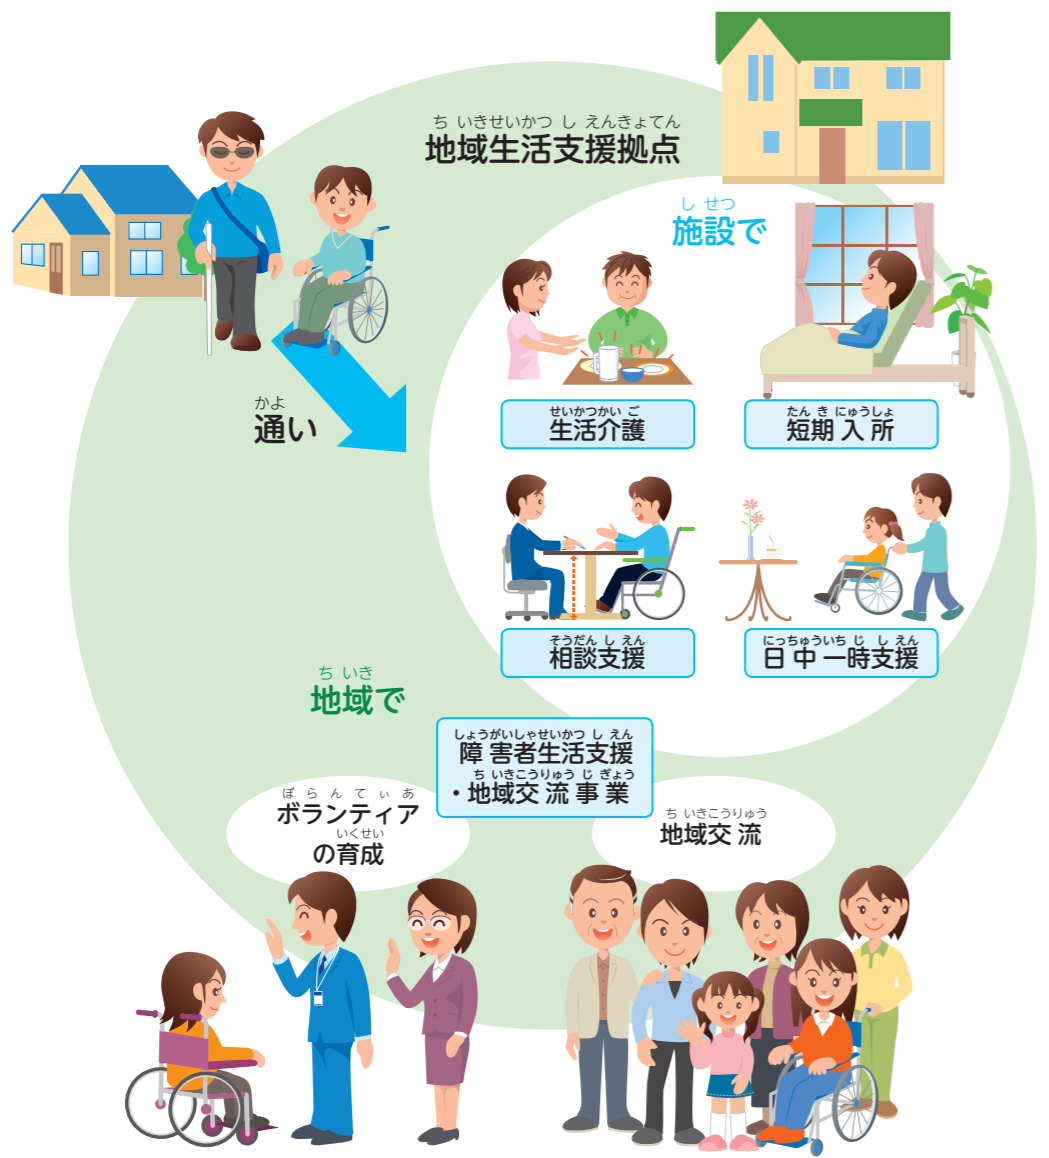 ち いきせいかつ し えんきょてん
地域生活支援拠点
し せつ
施設で
かよ
通い
せいかつかい ご
生活介護
たん き にゅうしょ
短期入所
そうだん し えん
相談支援
にっちゅういち じ し えん
日中一時支援
ち いき
地域で
しょうがいしゃせいかつ し えん
障害者生活支援
ち いきこうりゅう じ ぎょう
・地域交流事業
ぼらんてぃあ
ボランティア
いくせい
の育成
ち いきこうりゅう
地域交流